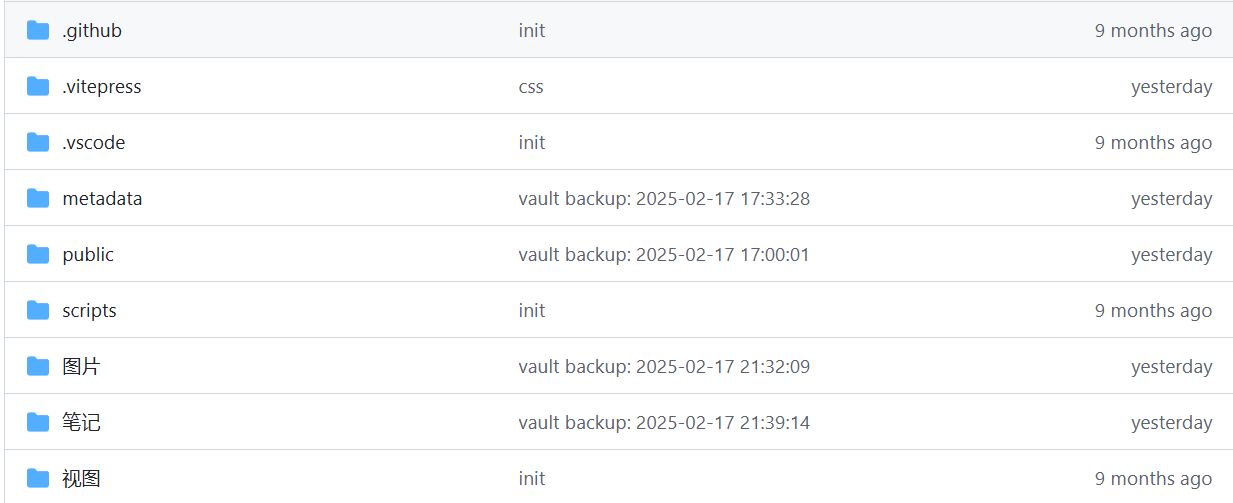 .github init 9 months ago
.vitepress css yesterday
.vscode init 9 months ago
metadata vault backup: 2025-02-17 17:33:28 yesterday
public vault backup: 2025-02-17 17:00:01 yesterday
scripts init 9 months ago
图片 vault backup: 2025-02-17 21:32:09 yesterday
笔记 vault backup: 2025-02-17 21:39:14 yesterday
视图 init 9 months ago